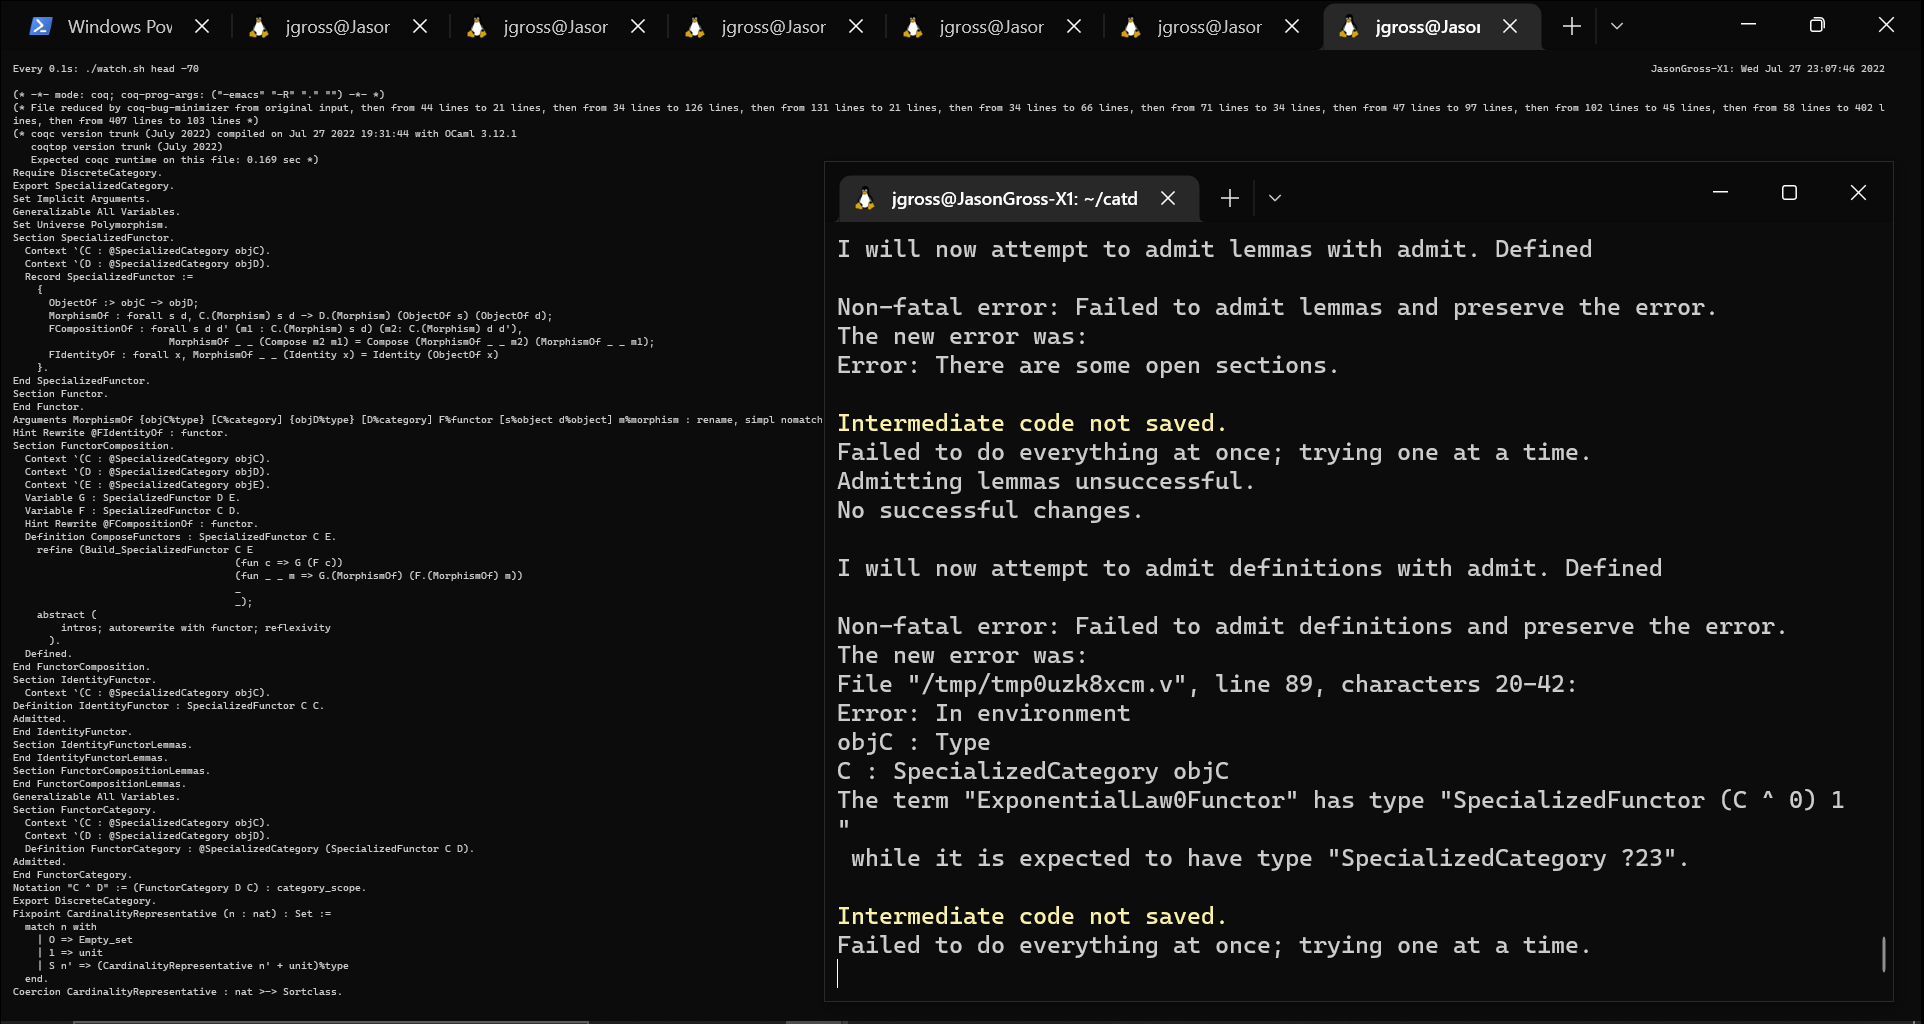 Windows Pow
jgross@Jason
jgross@Jason
jgross@Jason
jgross@Jason
jgross@Jason
jgross@Jason
Every 0.1s: ./watch.sh head -70
JasonGross-X1: Wed Jul 27 23:07:46 2022
(* -*- mode: coq; coq-prog-args: ("-emacs" "-R" "." "") -*- *)
(* File reduced by coq-bug-minimizer from original input, then from 44 lines to 21 lines, then from 34 lines to 126 lines, then from 131 lines to 21 lines, then from 34 lines to 66 lines, then from 71 lines to 34 lines, then from 47 lines to 97 lines, then from 102 lines to 45 lines, then from 58 lines to 402 l
ines, then from 407 lines to 103 lines *)
(* coqc version trunk (July 2022) compiled on Jul 27 2022 19:31:44 with OCaml 3.12.1
   coqtop version trunk (July 2022)
   Expected coqc runtime on this file: 0.169 sec *)
Require DiscreteCategory.
Export SpecializedCategory.
Set Implicit Arguments.
Generalizable All Variables.
Set Universe Polymorphism.
Section SpecializedFunctor.
  Context `(C : @SpecializedCategory objC).
  Context `(D : @SpecializedCategory objD).
  Record SpecializedFunctor :=
    {
      ObjectOf :> objC -> objD;
      MorphismOf : forall s d, C.(Morphism) s d -> D.(Morphism) (ObjectOf s) (ObjectOf d);
      FCompositionOf : forall s d d' (m1 : C.(Morphism) s d) (m2: C.(Morphism) d d'),
                          MorphismOf _ _ (Compose m2 m1) = Compose (MorphismOf _ _ m2) (MorphismOf _ _ m1);
      FIdentityOf : forall x, MorphismOf _ _ (Identity x) = Identity (ObjectOf x)
    }.
End SpecializedFunctor.
Section Functor.
End Functor.
Arguments MorphismOf {objC%type} [C%category] {objD%type} [D%category] F%functor [s%object d%object] m%morphism : rename, simpl nomatch
Hint Rewrite @FIdentityOf : functor.
Section FunctorComposition.
  Context `(C : @SpecializedCategory objC).
  Context `(D : @SpecializedCategory objD).
  Context `(E : @SpecializedCategory objE).
  Variable G : SpecializedFunctor D E.
  Variable F : SpecializedFunctor C D.
  Hint Rewrite @FCompositionOf : functor.
  Definition ComposeFunctors : SpecializedFunctor C E.
    refine (Build_SpecializedFunctor C E
                                     (fun c => G (F c))
                                     (fun _ _ m => G.(MorphismOf) (F.(MorphismOf) m))
                                     _
                                     _);
    abstract (
        intros; autorewrite with functor; reflexivity
      ).
  Defined.
End FunctorComposition.
Section IdentityFunctor.
  Context `(C : @SpecializedCategory objC).
Definition IdentityFunctor : SpecializedFunctor C C.
Admitted.
End IdentityFunctor.
Section IdentityFunctorLemmas.
End IdentityFunctorLemmas.
Section FunctorCompositionLemmas.
End FunctorCompositionLemmas.
Generalizable All Variables.
Section FunctorCategory.
  Context `(C : @SpecializedCategory objC).
  Context `(D : @SpecializedCategory objD).
  Definition FunctorCategory : @SpecializedCategory (SpecializedFunctor C D).
Admitted.
End FunctorCategory.
Notation "C ^ D" := (FunctorCategory D C) : category_scope.
Export DiscreteCategory.
Fixpoint CardinalityRepresentative (n : nat) : Set :=
  match n with
    | O => Empty_set
    | 1 => unit
    | S n' => (CardinalityRepresentative n' + unit)%type
  end.
Coercion CardinalityRepresentative : nat >-> Sortclass.
jgross@JasonGross-X1: ~/catd
I will now attempt to admit lemmas with admit. Defined
Non-fatal error: Failed to admit lemmas and preserve the error.
The new error was:
Error: There are some open sections.
Intermediate code not saved.
Failed to do everything at once; trying one at a time.
Admitting lemmas unsuccessful.
No successful changes.
I will now attempt to admit definitions with admit. Defined
Non-fatal error: Failed to admit definitions and preserve the error.
The new error was:
File "/tmp/tmp0uzk8xcm.v", line 89, characters 20-42:
Error: In environment
objC : Type
C : SpecializedCategory objC
The term "ExponentialLaw0Functor" has type "SpecializedFunctor (C ^ 0) 1
"
 while it is expected to have type "SpecializedCategory ?23".
Intermediate code not saved.
Failed to do everything at once; trying one at a time.